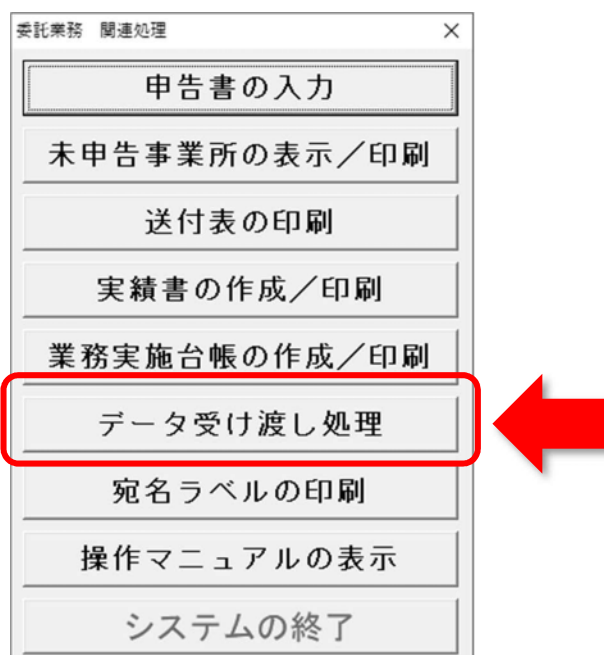 委託業務　関連処理
申告書の入力
未申告事業所の表示／印刷
送付表の印刷
実績書の作成／印刷
業務実施台帳の作成／印刷
データ受け渡し処理
宛名ラベルの印刷
操作マニュアルの表示
システムの終了